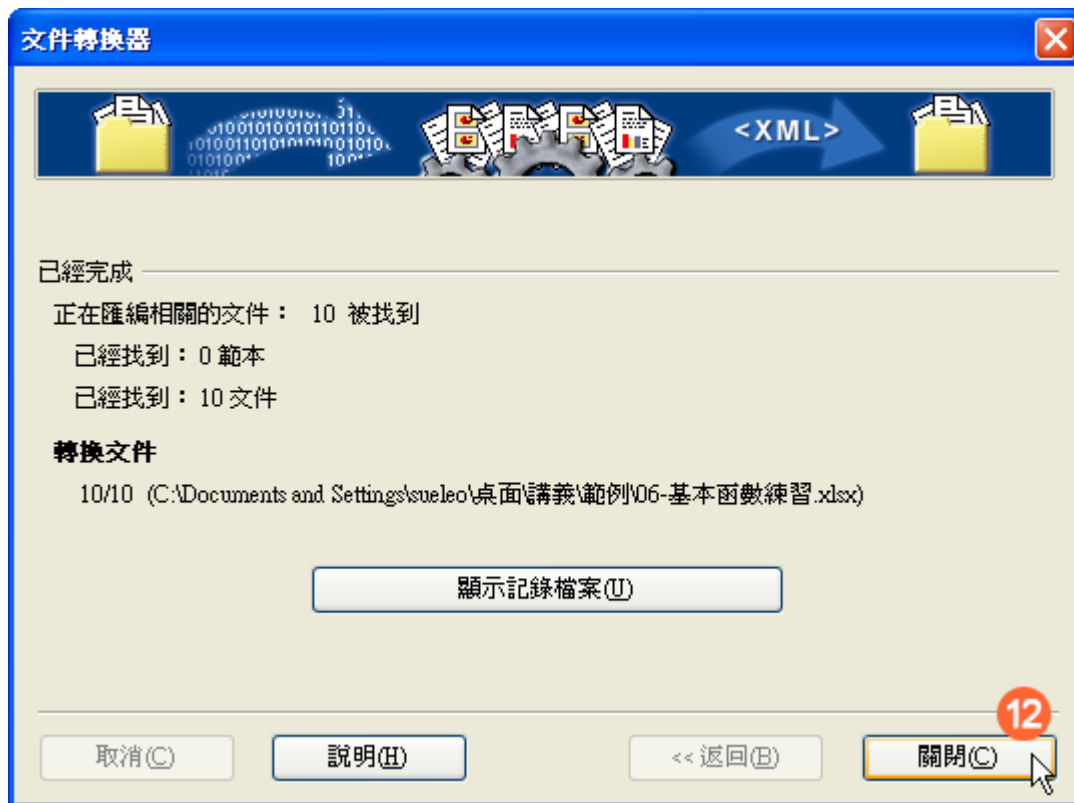 文件轉換器
<XML>
已經完成
正在匯編相關的文件： 10 被找到
已經找到：0 範本
已經找到：10 文件
轉換文件
10/10 (C:\Documents and Settings\sueleo\桌面\講義\範例\06-基本函數練習.xlsx)
顯示記錄檔案(U)
12
取消(C) 說明(H) << 返回(B) 關閉(C)